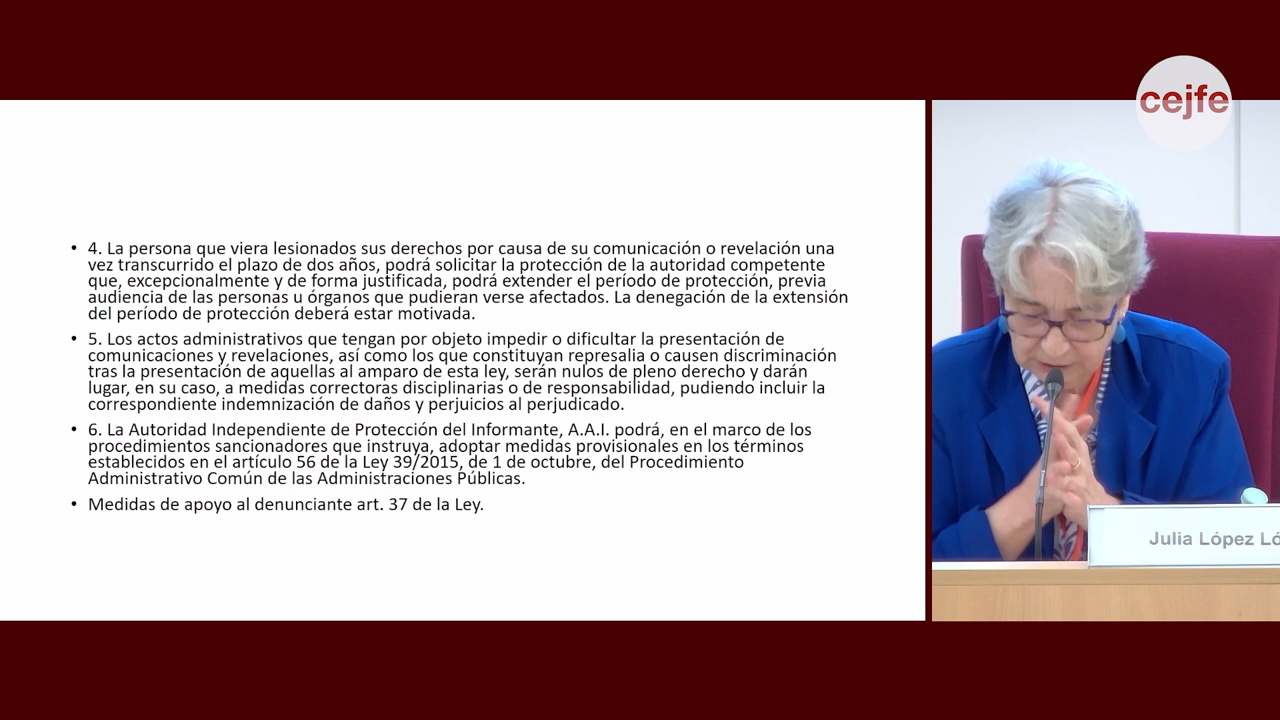 cejfe
• 4. La persona que viera lesionados sus derechos por causa de su comunicación o revelación una
vez transcurrido el plazo de dos años, podrá solicitar la protección de la autoridad competente
que, excepcionalmente y de forma justificada, podrá extender el período de protección, previa
audiencia de las personas u órganos que pudieran verse afectados. La denegación de la extensión
del período de protección deberá estar motivada.
• 5. Los actos administrativos que tengan por objeto impedir o dificultar la presentación de
comunicaciones y revelaciones, así como los que constituyan represalia o causen discriminación
tras la presentación de aquellas al amparo de esta ley, serán nulos de pleno derecho y darán
lugar, en su caso, a medidas correctoras disciplinarias o de responsabilidad, pudiendo incluir la
correspondiente indemnización de daños y perjuicios al perjudicado.
• 6. La Autoridad Independiente de Protección del Informante, A.A.I. podrá, en el marco de los
procedimientos sancionadores que instruya, adoptar medidas provisionales en los términos
establecidos en el artículo 56 de la Ley 39/2015, de 1 de octubre, del Procedimiento
Administrativo Común de las Administraciones Públicas.
• Medidas de apoyo al denunciante art. 37 de la Ley.
Julia López Ló